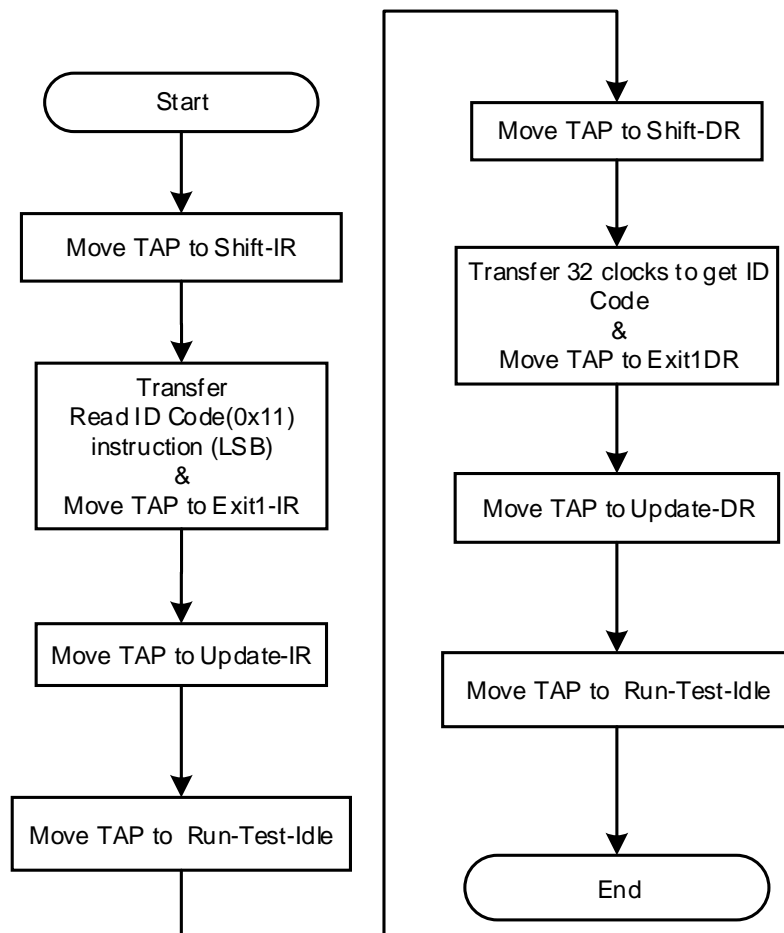 Start
Move TAP to Shift-IR
Transfer
Read ID Code(0x11)
instruction (LSB)
&
Move TAP to Exit1-IR
Move TAP to Update-IR
Move TAP to Run-Test-Idle
Move TAP to Shift-DR
Transfer 32 clocks to get ID
Code
&
Move TAP to Exit1DR
Move TAP to Update-DR
Move TAP to Run-Test-Idle
End